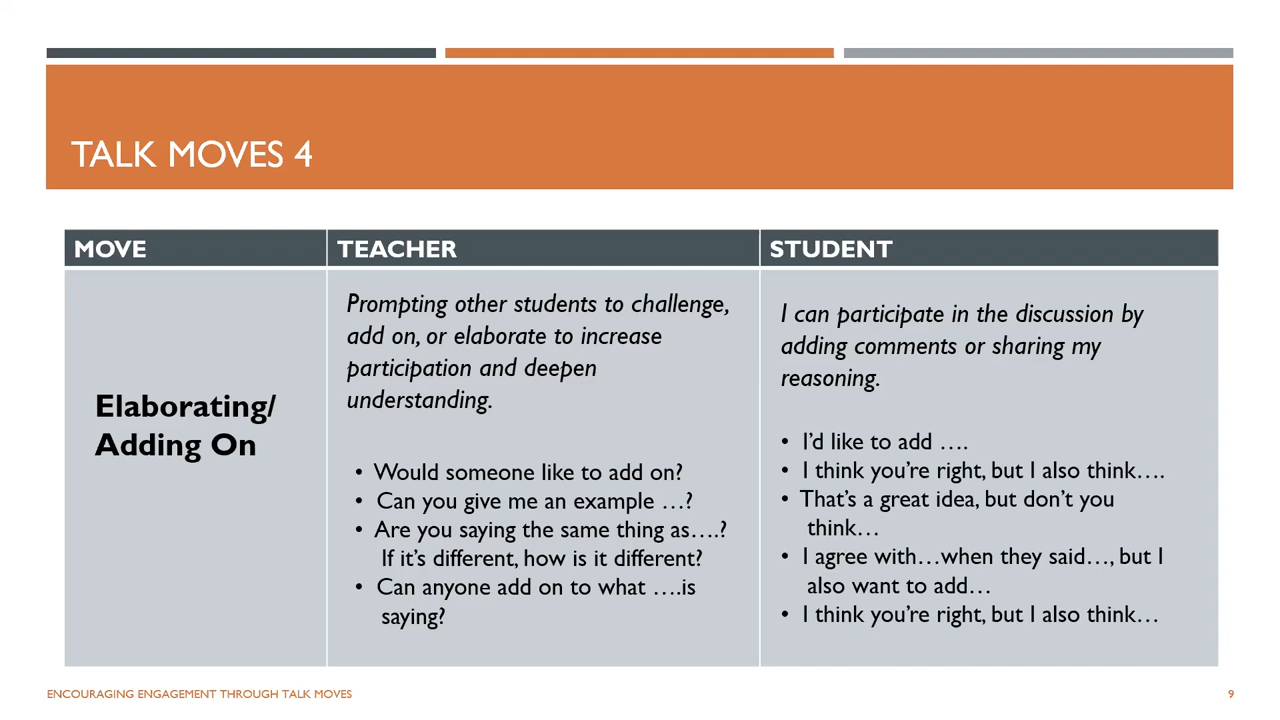 TALK MOVES 4
MOVE
TEACHER
STUDENT
Elaborating/
Adding On
Prompting other students to challenge,
add on, or elaborate to increase
participation and deepen
understanding.
• Would someone like to add on?
• Can you give me an example …?
• Are you saying the same thing as….?
If it's different, how is it different?
• Can anyone add on to what ….is
saying?
I can participate in the discussion by
adding comments or sharing my
reasoning.
• I'd like to add ….
• I think you're right, but I also think….
• That's a great idea, but don't you
think…
• I agree with…when they said…, but I
also want to add…
• I think you're right, but I also think…
ENCOURAGING ENGAGEMENT THROUGH TALK MOVES
9